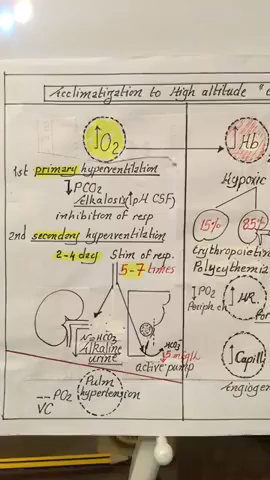 Acclimatization to High altitude "
↑O2
1st primary hyperventilation
↓PCO2
Alkalosis(↑pH CSF)
inhibition of resp
2nd secondary hyperventilation
2-4 day Stim of resp.
5-7 times
NaHCO3
Alkaline
urine
HCO3
active pump
Pulm
hypertension
PO2
VC
↑Hb
Hypoxic
15% 85%
Erythropoietin
Polycythemia
↓PO2
Periph
↑HR.
↑Capill
Angiogen